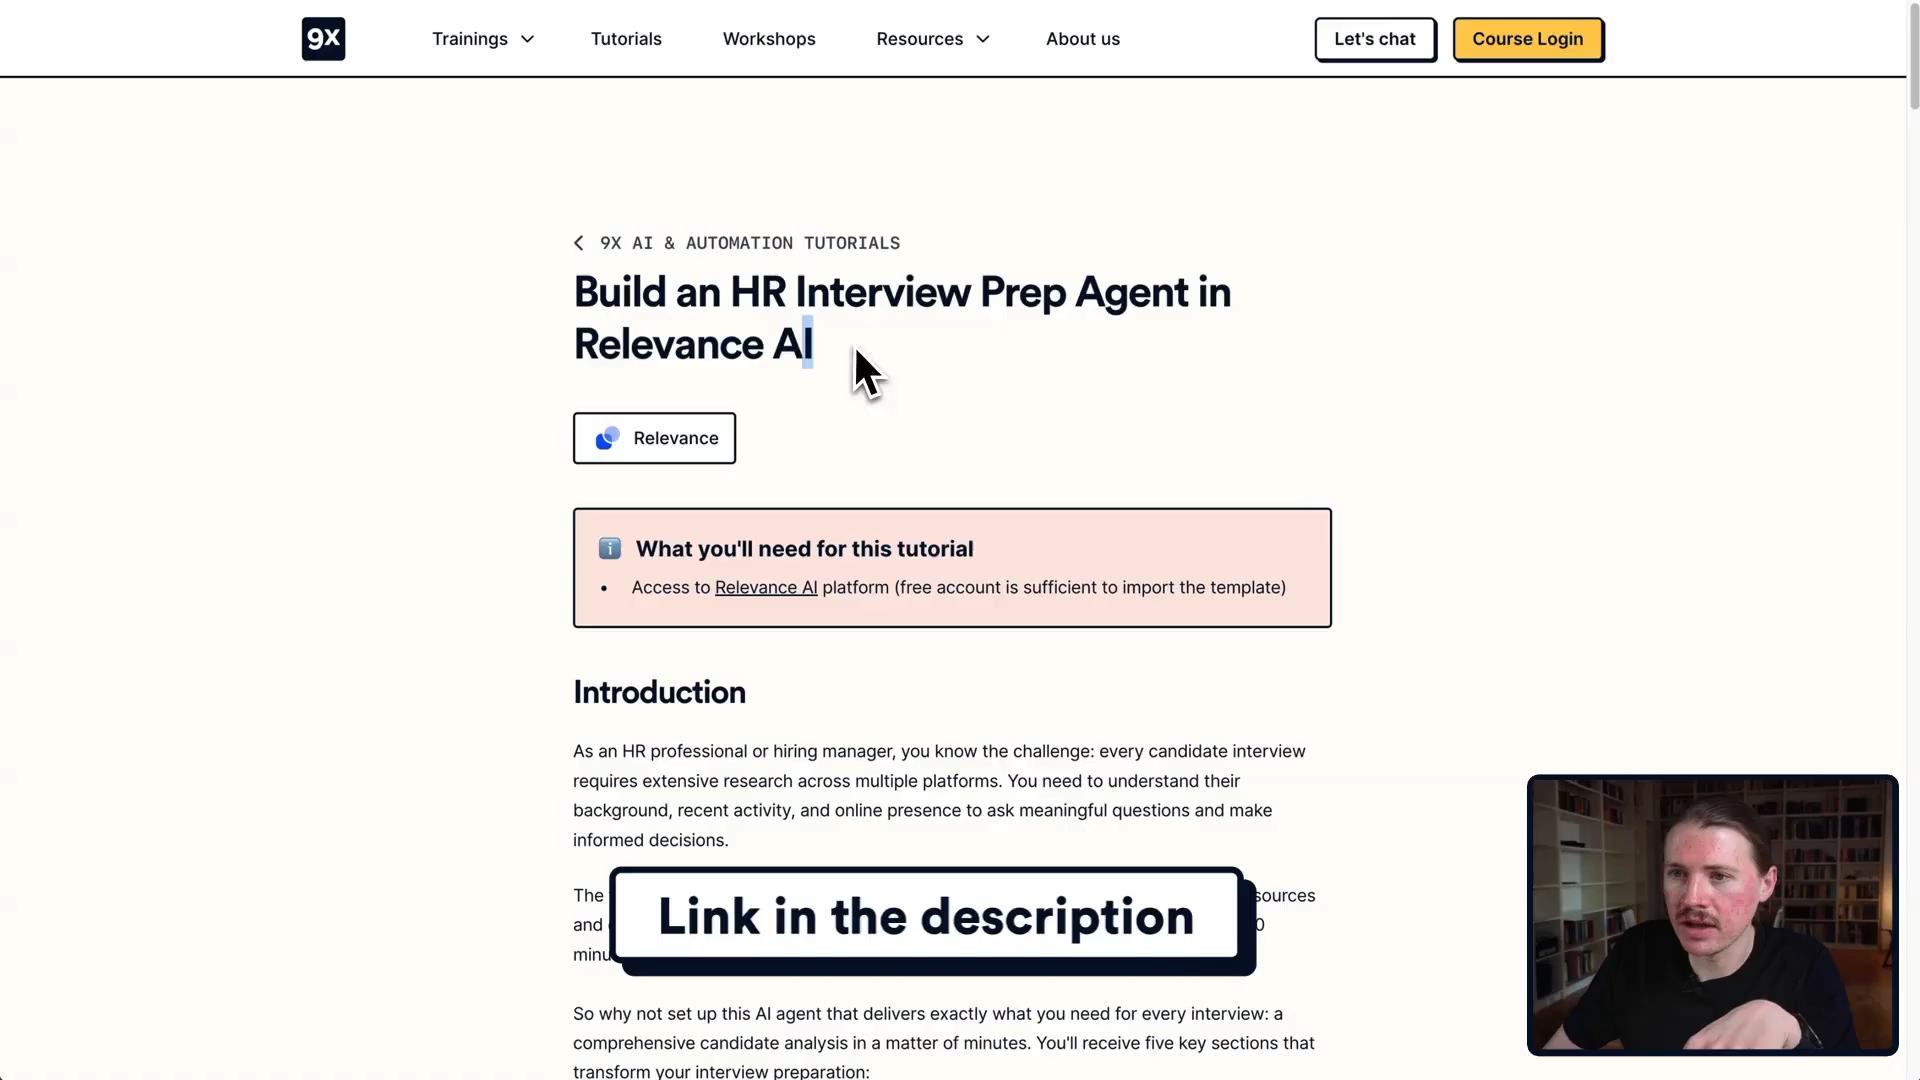 9x
Trainings
Tutorials
Workshops
Resources
About us
Let's chat
Course Login
9X AI & AUTOMATION TUTORIALS
Build an HR Interview Prep Agent in
Relevance AI
Relevance
What you'll need for this tutorial
• Access to Relevance AI platform (free account is sufficient to import the template)
Introduction
As an HR professional or hiring manager, you know the challenge: every candidate interview
requires extensive research across multiple platforms. You need to understand their
background, recent activity, and online presence to ask meaningful questions and make
informed decisions.
The sources
and
Link in the description
So why not set up this AI agent that delivers exactly what you need for every interview: a
comprehensive candidate analysis in a matter of minutes. You'll receive five key sections that
transform your interview preparation: